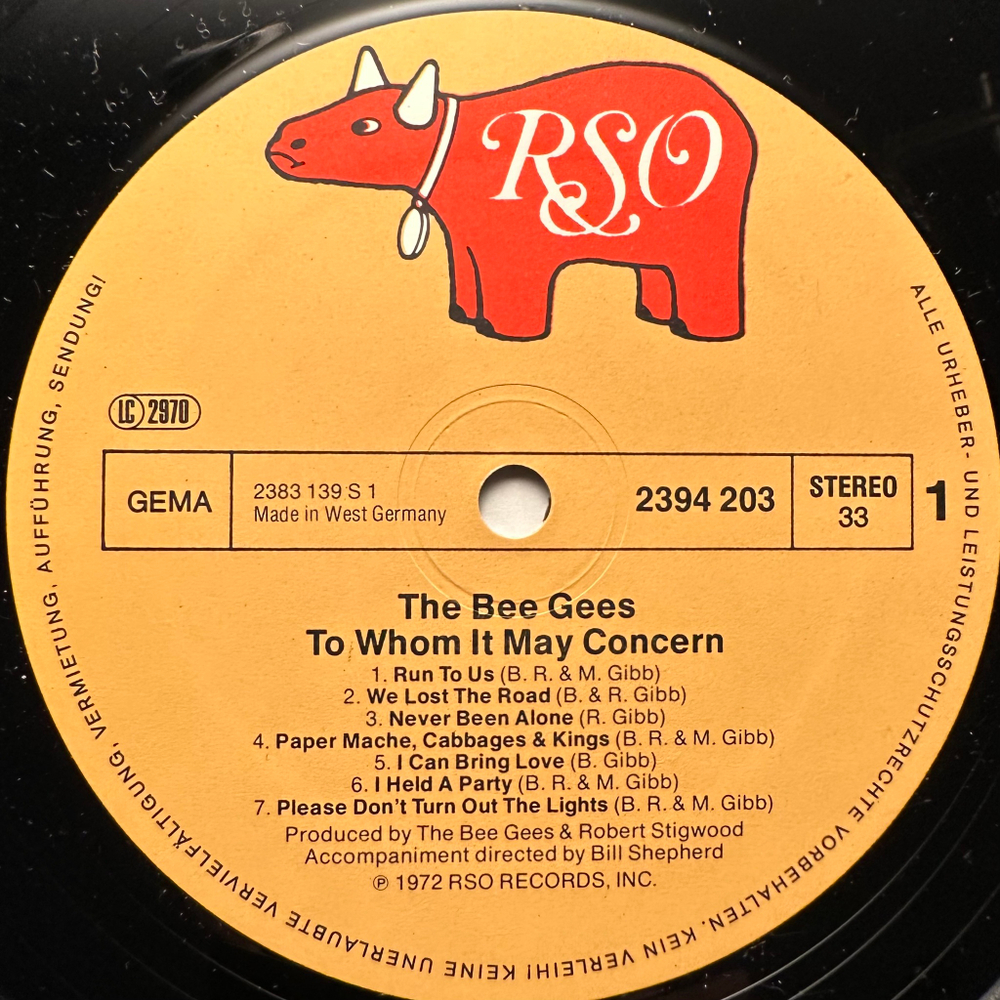 RSO
LC 2970
GEMA
2383 139 S 1
Made in West Germany
2394 203
STEREO
33
1
The Bee Gees
To Whom It May Concern
1. Run To Us (B. R. & M. Gibb)
2. We Lost The Road (B. & R. Gibb)
3. Never Been Alone (R. Gibb)
4. Paper Mache, Cabbages & Kings (B. R. & M. Gibb)
5. I Can Bring Love (B. Gibb)
6. I Held A Party (B. R. & M. Gibb)
7. Please Don't Turn Out The Lights (B. R. & M. Gibb)
Produced by The Bee Gees & Robert Stigwood
Accompaniment directed by Bill Shepherd
℗ 1972 RSO RECORDS, INC.
ALLE URHEBER- UND LEISTUNGSSCHUTZRECHTE VORBEHALTEN. KEIN VERLEIH! KEINE UNERLAUBTE VERVIELFÄLTIGUNG, VERMIETUNG, AUFFÜHRUNG, SENDUNG!